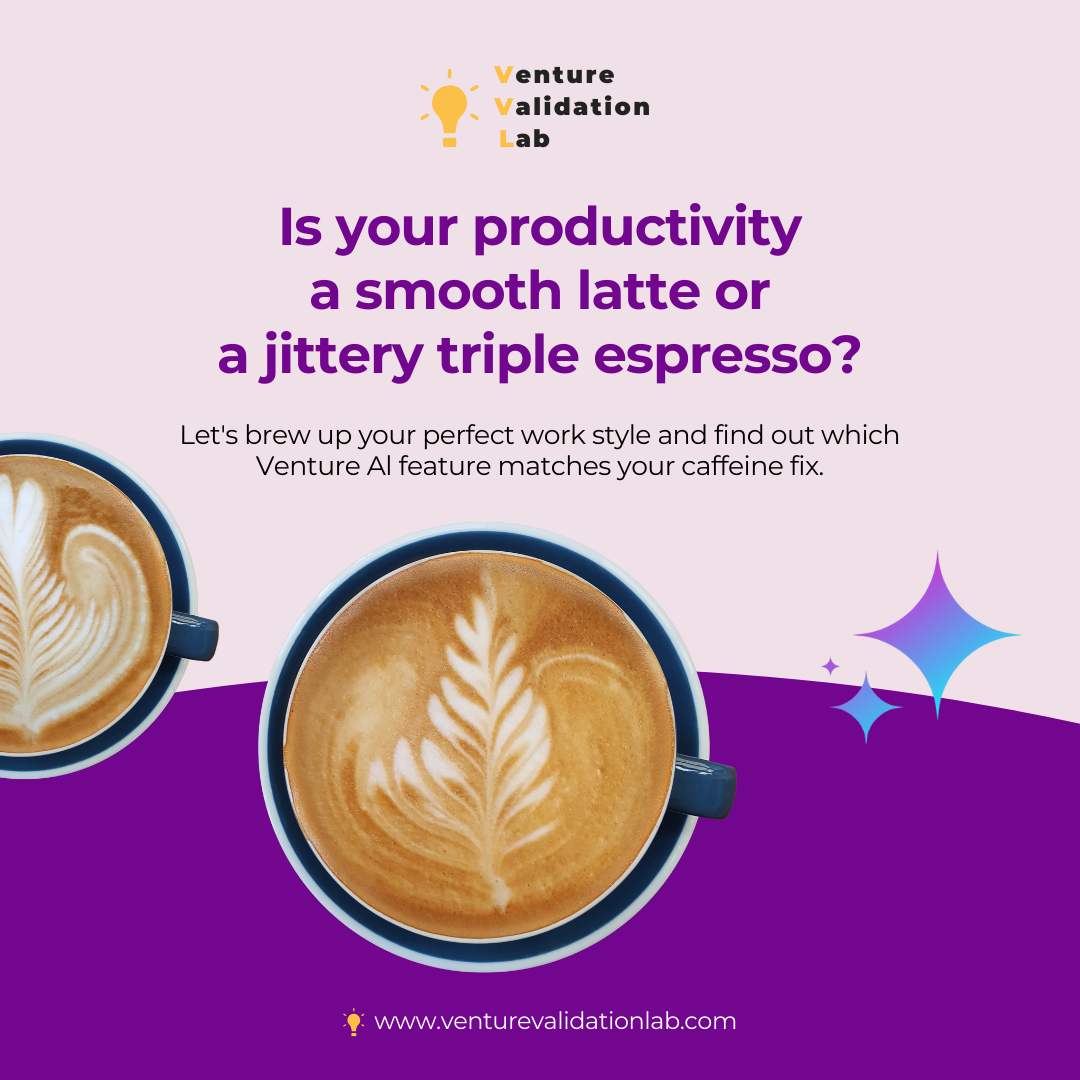 Venture
Validation
Lab
Is your productivity
a smooth latte or
a jittery triple espresso?
Let's brew up your perfect work style and find out which
Venture AI feature matches your caffeine fix.
www.venturevalidationlab.com